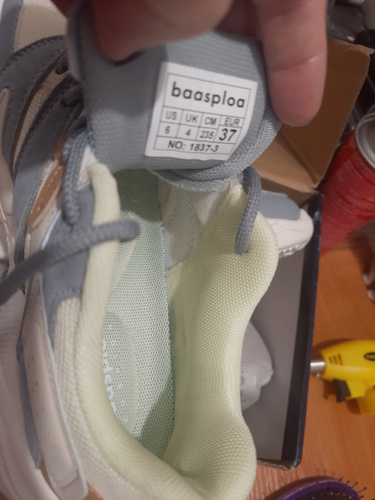 baasploa
US UK CM EUR
6 4 235 37
NO: 1837-3